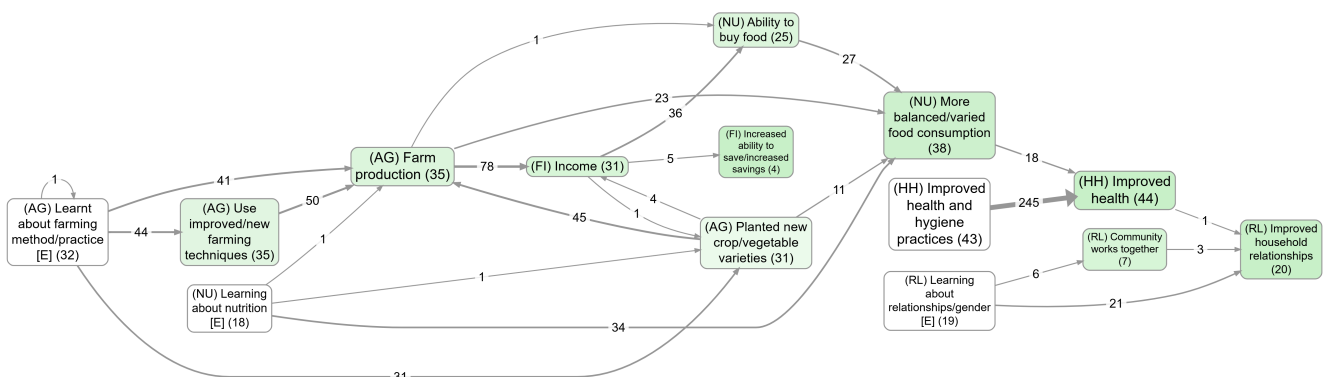 (NU) Ability to
buy food (25)
1
27
(NU) More
balanced/varied
food consumption
(38)
23
36
(FI) Increased
ability to
save/increased
savings (4)
(AG) Farm
production (35)
78
(FI) Income (31)
5
18
1
41
(AG) Learnt
about farming
method/practice
[E] (32)
44
(AG) Use
improved/new
farming
techniques (35)
50
4
1
45
11
(AG) Planted new
crop/vegetable
varieties (31)
(HH) Improved
health and
hygiene
practices (43)
245
(HH) Improved
health (44)
1
(RL) Improved
household
relationships
(20)
(RL) Community
works together
(7)
3
6
(RL) Learning
about
relationships/gender
[E] (19)
21
1
(NU) Learning
about nutrition
[E] (18)
1
34
31